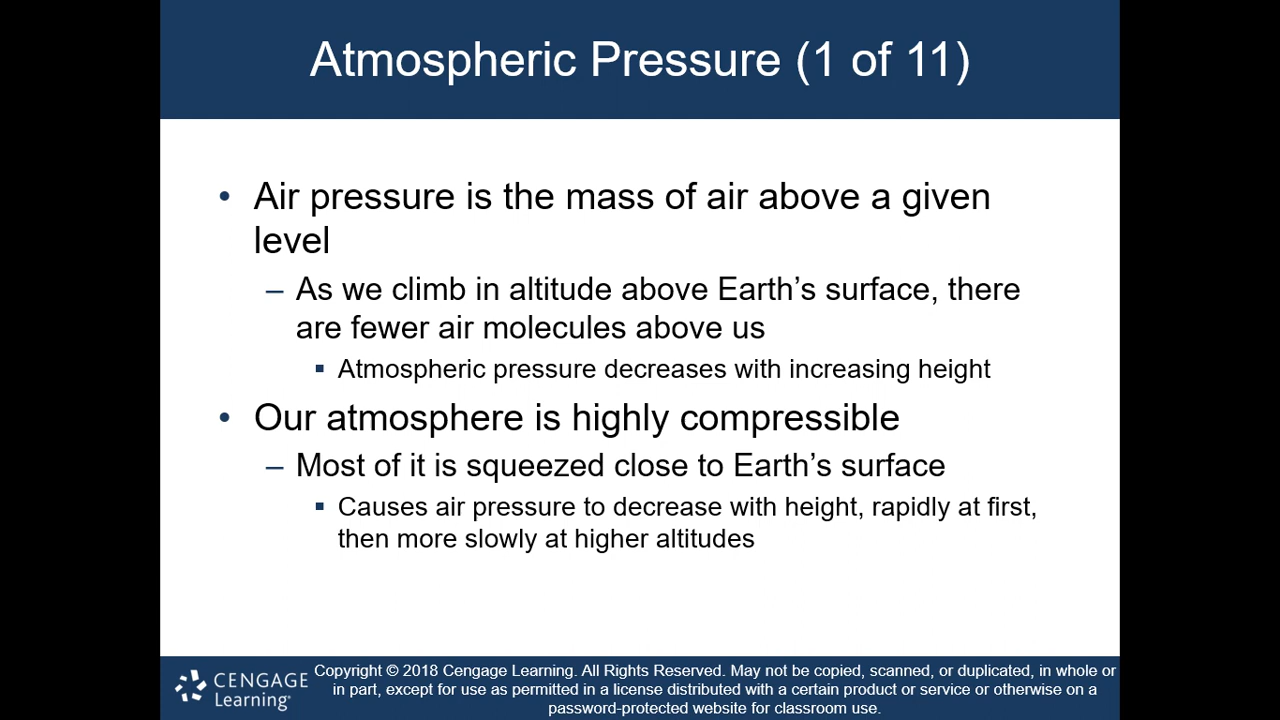 Atmospheric Pressure (1 of 11)
• Air pressure is the mass of air above a given
level
– As we climb in altitude above Earth’s surface, there
are fewer air molecules above us
▪ Atmospheric pressure decreases with increasing height
• Our atmosphere is highly compressible
– Most of it is squeezed close to Earth’s surface
▪ Causes air pressure to decrease with height, rapidly at first,
then more slowly at higher altitudes
CENGAGE
Learning®
Copyright © 2018 Cengage Learning. All Rights Reserved. May not be copied, scanned, or duplicated, in whole or
in part, except for use as permitted in a license distributed with a certain product or service or otherwise on a
password-protected website for classroom use.